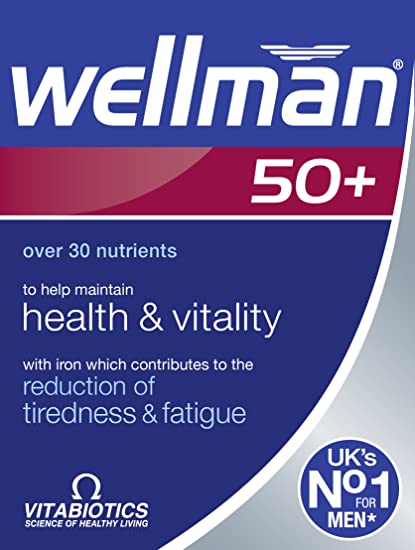 wellman®
50+
over 30 nutrients
to help maintain
health & vitality
with iron which contributes to the
reduction of
tiredness & fatigue
UK's
No1
FOR
MEN*
VITABIOTICS
SCIENCE OF HEALTHY LIVING